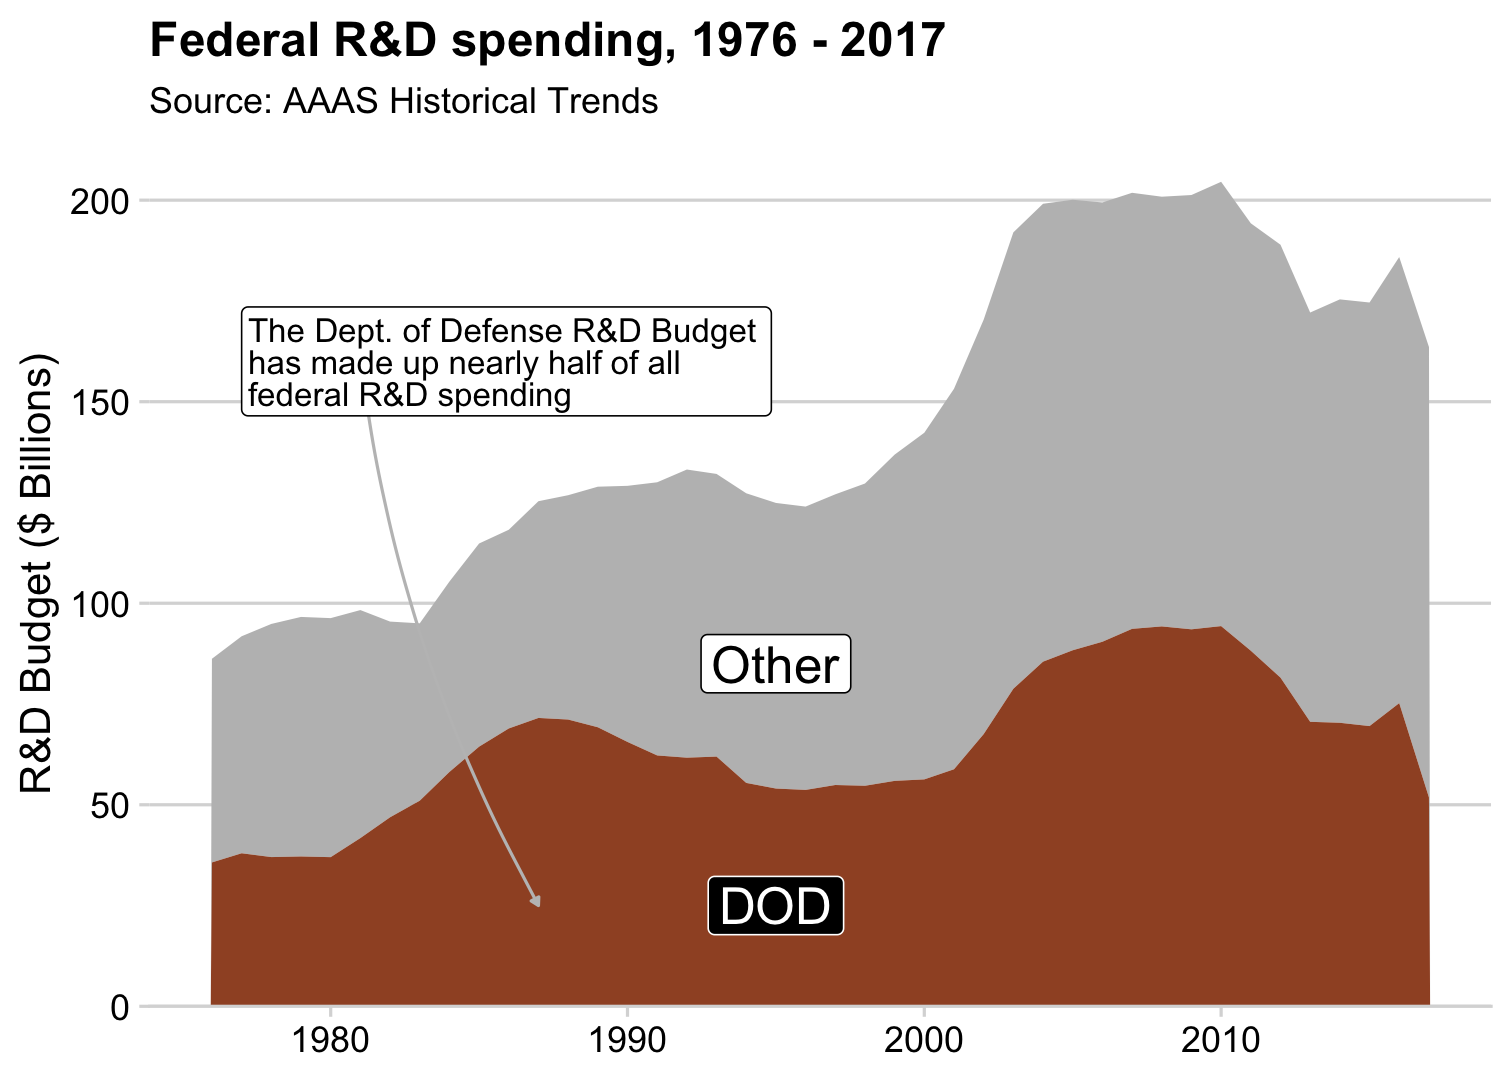 Federal R&D spending, 1976 - 2017
Source: AAAS Historical Trends
R&D Budget ($ Billions)
200
150
100
50
0
The Dept. of Defense R&D Budget
has made up nearly half of all
federal R&D spending
Other
DOD
1980
1990
2000
2010